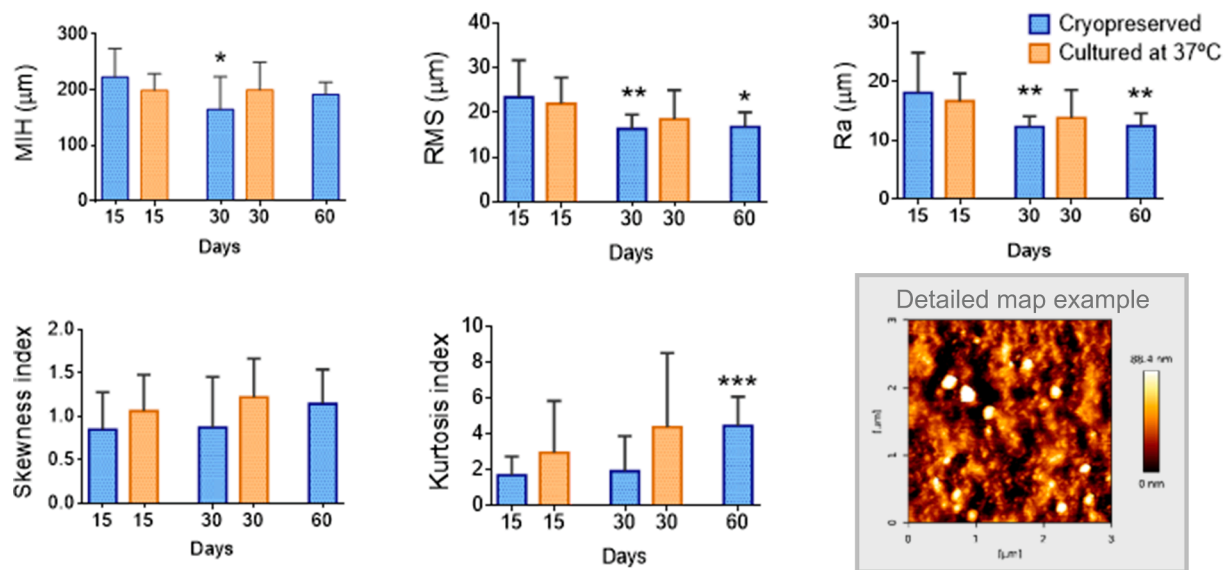 MIH (µm)
300
200
100
0
*
15 15 30 30 60
Days
RMS (µm)
40
30
20
10
0
** *
15 15 30 30 60
Days
Ra (µm)
30
20
10
0
** **
15 15 30 30 60
Days
Cryopreserved
Cultured at 37ºC
Skewness index
2.0
1.5
1.0
0.5
0.0
15 15 30 30 60
Days
Kurtosis index
10
8
6
4
2
0
***
15 15 30 30 60
Days
Detailed map example
3
2
1
0
[µm]
0 1 2 3
[µm]
88.4 nm
0 nm